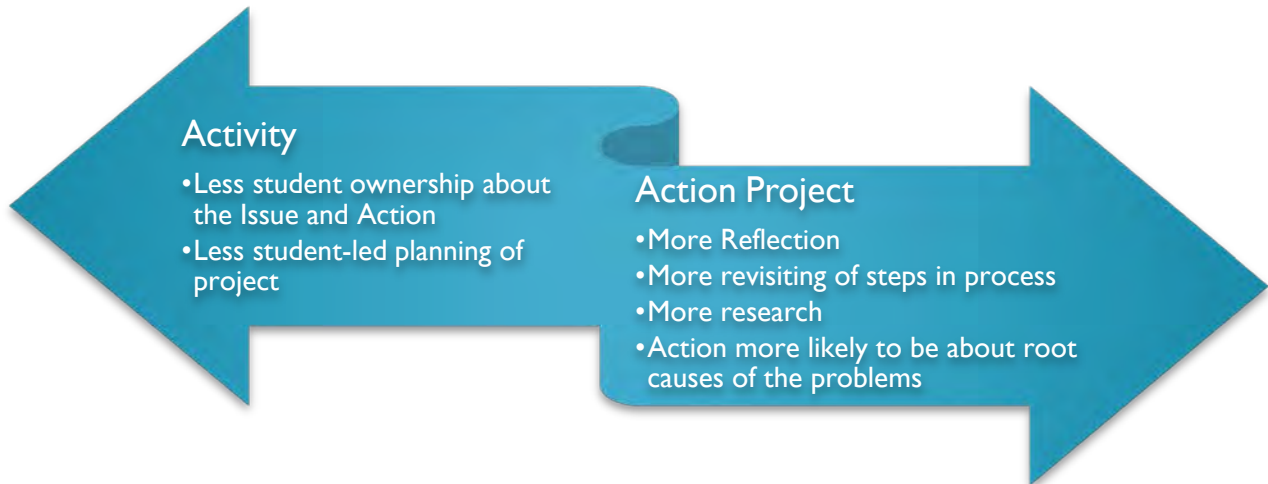 Activity
•Less student ownership about
the Issue and Action
•Less student-led planning of
project
Action Project
•More Reflection
•More revisiting of steps in process
•More research
•Action more likely to be about root
causes of the problems